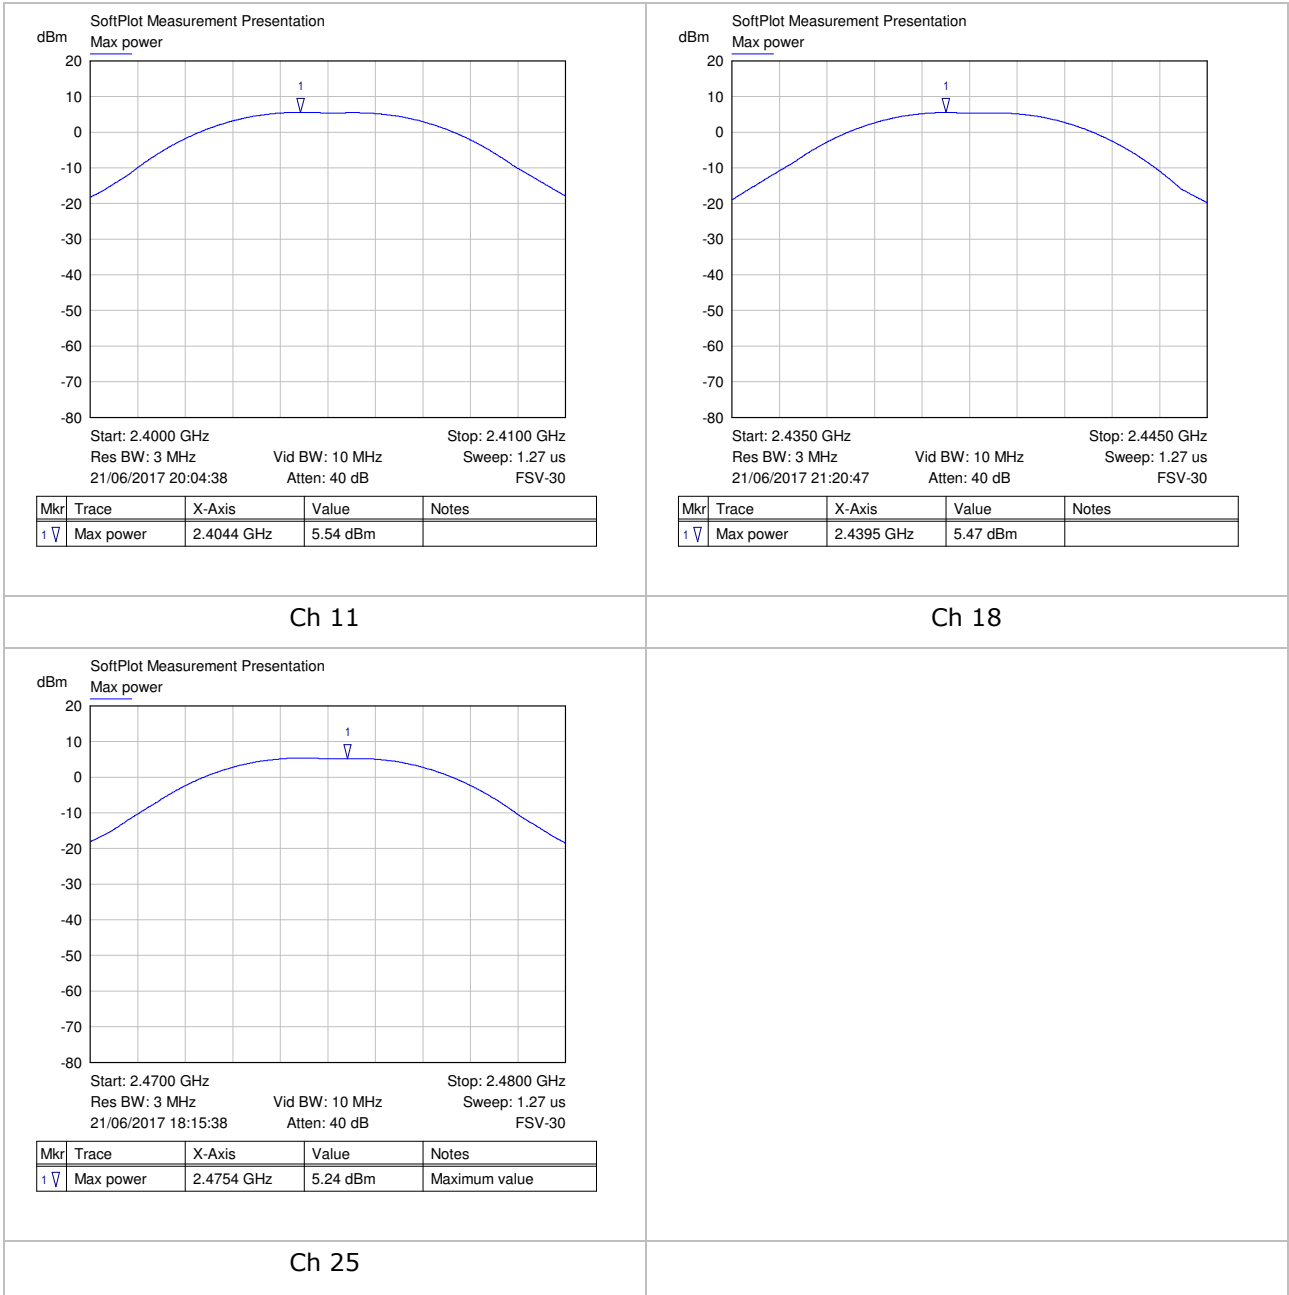 SoftPlot Measurement Presentation
dBm
Max power
1
20
10
0
-10
-20
-30
-40
-50
-60
-70
-80
Start: 2.4000 GHz Stop: 2.4100 GHz
Res BW: 3 MHz Vid BW: 10 MHz Sweep: 1.27 us
21/06/2017 20:04:38 Atten: 40 dB FSV-30
Mkr Trace X-Axis Value Notes
1 Max power 2.4044 GHz 5.54 dBm
Ch 11
SoftPlot Measurement Presentation
dBm
Max power
1
20
10
0
-10
-20
-30
-40
-50
-60
-70
-80
Start: 2.4350 GHz Stop: 2.4450 GHz
Res BW: 3 MHz Vid BW: 10 MHz Sweep: 1.27 us
21/06/2017 21:20:47 Atten: 40 dB FSV-30
Mkr Trace X-Axis Value Notes
1 Max power 2.4395 GHz 5.47 dBm
Ch 18
SoftPlot Measurement Presentation
dBm
Max power
1
20
10
0
-10
-20
-30
-40
-50
-60
-70
-80
Start: 2.4700 GHz Stop: 2.4800 GHz
Res BW: 3 MHz Vid BW: 10 MHz Sweep: 1.27 us
21/06/2017 18:15:38 Atten: 40 dB FSV-30
Mkr Trace X-Axis Value Notes
1 Max power 2.4754 GHz 5.24 dBm Maximum value
Ch 25